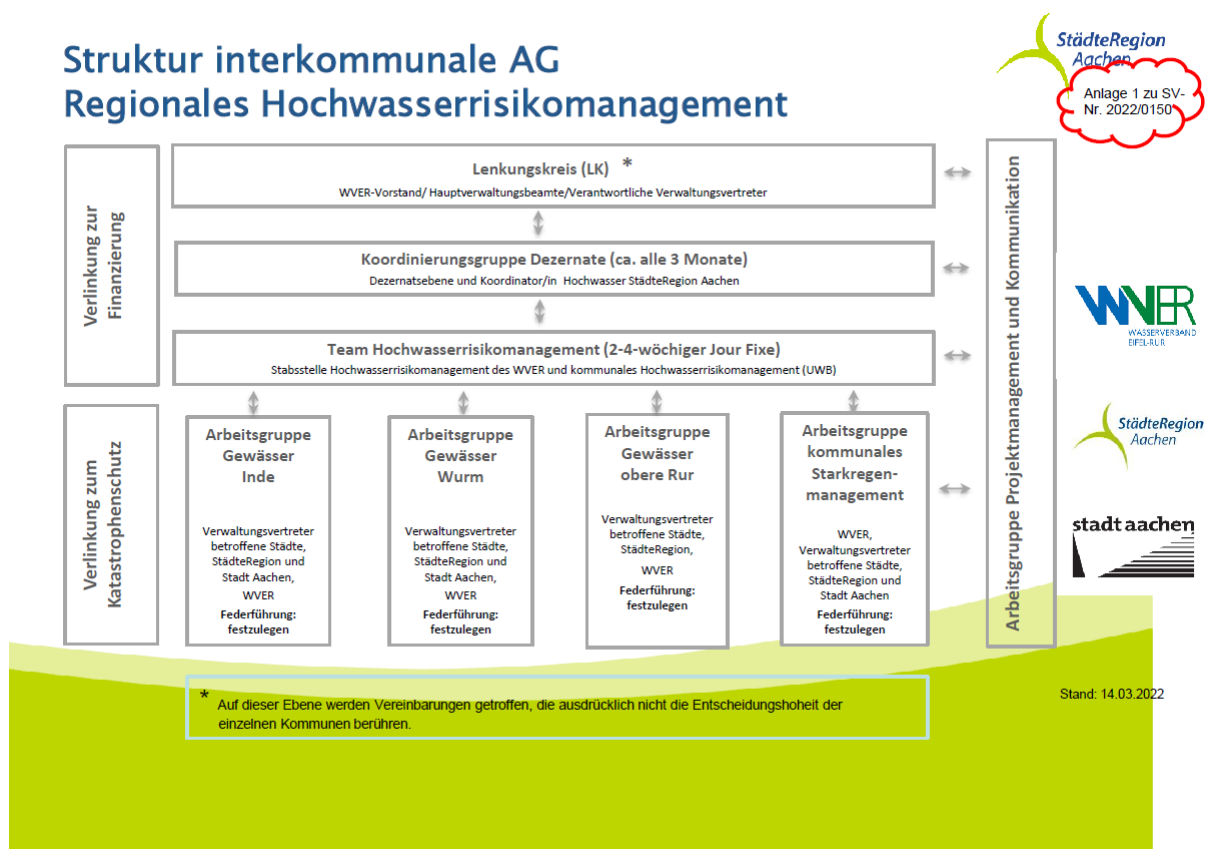 Struktur interkommunale AG
Regionales Hochwasserrisikomanagement
StädteRegion
Aachen
Anlage 1 zu SV-
Nr. 2022/0150
Verlinkung zur
Finanzierung
Lenkungskreis (LK) *
WVER-Vorstand/ Hauptverwaltungsbeamte/Verantwortliche Verwaltungsvertreter
Koordinierungsgruppe Dezernate (ca. alle 3 Monate)
Dezernatsebene und Koordinator/in Hochwasser StädteRegion Aachen
Team Hochwasserrisikomanagement (2-4-wöchiger Jour Fixe)
Stabsstelle Hochwasserrisikomanagement des WVER und kommunales Hochwasserrisikomanagement (UWB)
Verlinkung zum
Katastrophenschutz
Arbeitsgruppe
Gewässer
Inde
Verwaltungsvertreter
betroffene Städte,
StädteRegion und
Stadt Aachen,
WVER
Federführung:
festzulegen
Arbeitsgruppe
Gewässer
Wurm
Verwaltungsvertreter
betroffene Städte,
StädteRegion und
Stadt Aachen,
WVER
Federführung:
festzulegen
Arbeitsgruppe
Gewässer
obere Rur
Verwaltungsvertreter
betroffene Städte,
StädteRegion,
WVER
Federführung:
festzulegen
Arbeitsgruppe
kommunales
Starkregen-
management
WVER,
Verwaltungsvertreter
betroffene Städte,
StädteRegion und
Stadt Aachen
Federführung:
festzulegen
Arbeitsgruppe Projektmanagement und Kommunikation
WVER
WASSERVERBAND
EIFEL-RUR
StädteRegion
Aachen
stadt aachen
* Auf dieser Ebene werden Vereinbarungen getroffen, die ausdrücklich nicht die Entscheidungshoheit der
einzelnen Kommunen berühren.
Stand: 14.03.2022